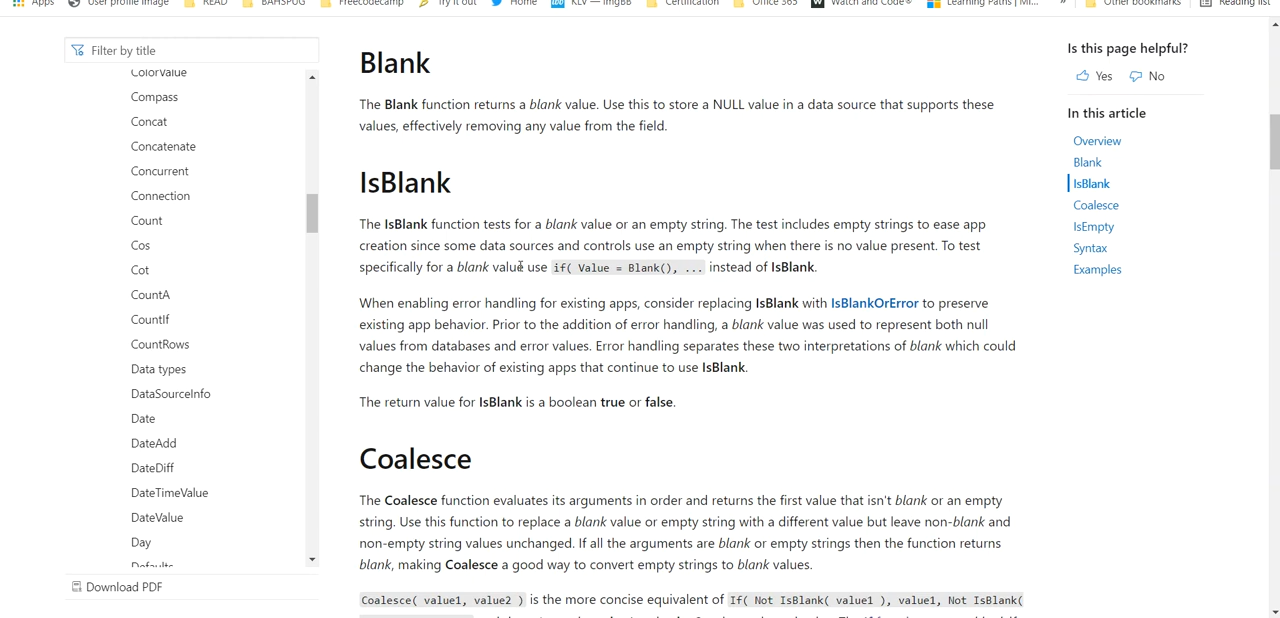 Apps
User profile image
READ
BAHSPUG
Freecodecamp
Try it out
Home
KLV — ImgBB
Certification
Office 365
Watch and Code®
Learning Paths | Mi...
»
Other bookmarks
Reading list
Filter by title
ColorValue
Compass
Concat
Concatenate
Concurrent
Connection
Count
Cos
Cot
CountA
CountIf
CountRows
Data types
DataSourceInfo
Date
DateAdd
DateDiff
DateTimeValue
DateValue
Day
Defaults
Download PDF
Blank
The Blank function returns a blank value. Use this to store a NULL value in a data source that supports these
values, effectively removing any value from the field.
IsBlank
The IsBlank function tests for a blank value or an empty string. The test includes empty strings to ease app
creation since some data sources and controls use an empty string when there is no value present. To test
specifically for a blank value use if( Value = Blank(), ... instead of IsBlank.
When enabling error handling for existing apps, consider replacing IsBlank with IsBlankOrError to preserve
existing app behavior. Prior to the addition of error handling, a blank value was used to represent both null
values from databases and error values. Error handling separates these two interpretations of blank which could
change the behavior of existing apps that continue to use IsBlank.
The return value for IsBlank is a boolean true or false.
Coalesce
The Coalesce function evaluates its arguments in order and returns the first value that isn't blank or an empty
string. Use this function to replace a blank value or empty string with a different value but leave non-blank and
non-empty string values unchanged. If all the arguments are blank or empty strings then the function returns
blank, making Coalesce a good way to convert empty strings to blank values.
Coalesce( value1, value2 ) is the more concise equivalent of If( Not IsBlank( value1 ), value1, Not IsBlank(
Is this page helpful?
Yes
No
In this article
Overview
Blank
IsBlank
Coalesce
IsEmpty
Syntax
Examples